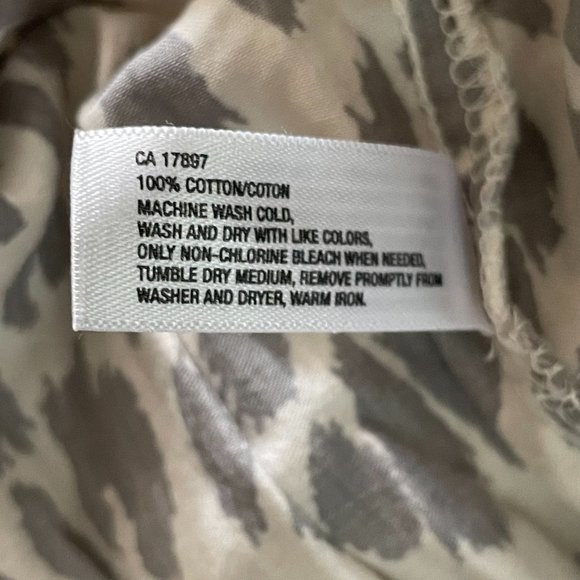 CA 17897
100% COTTON/COTON
MACHINE WASH COLD,
WASH AND DRY WITH LIKE COLORS,
ONLY NON-CHLORINE BLEACH WHEN NEEDED,
TUMBLE DRY MEDIUM, REMOVE PROMPTLY FROM
WASHER AND DRYER, WARM IRON.